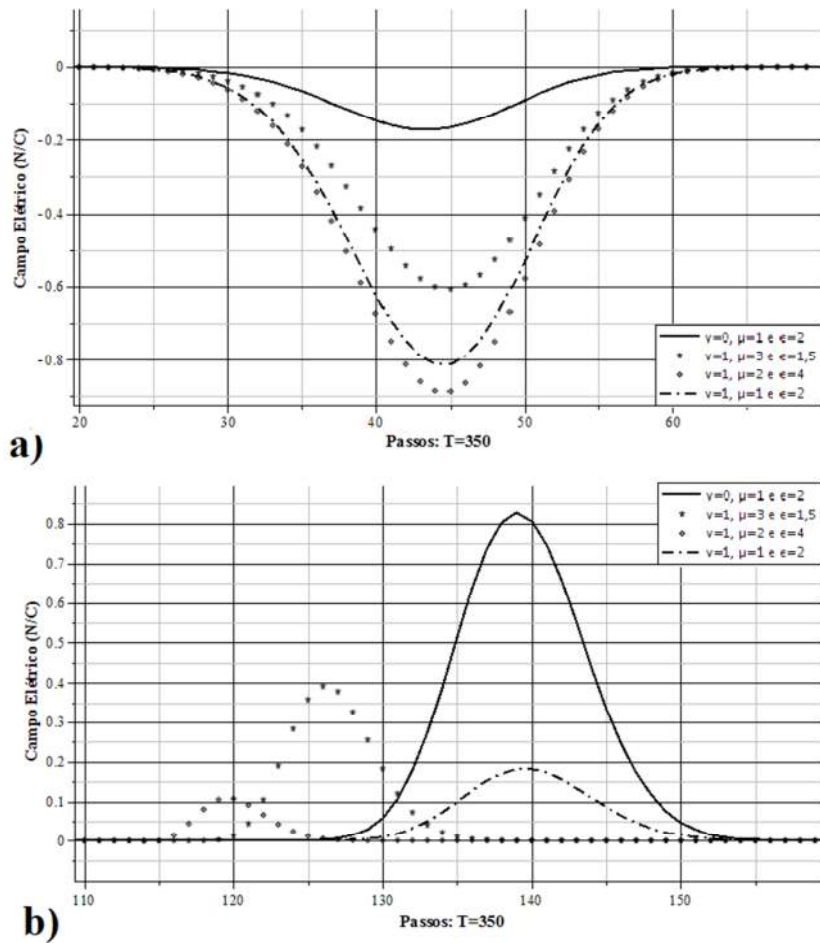 0
-0.2
-0.4
-0.6
-0.8
Campo Elétrico (N/C)
γ=0, μ=1 e ϵ=2
γ=1, μ=3 e ϵ=1,5
γ=1, μ=2 e ϵ=4
γ=1, μ=1 e ϵ=2
20 30 40 50 60
Passos: T=350
a)
0.8
0.7
0.6
0.5
0.4
0.3
0.2
0.1
0
Campo Elétrico (N/C)
γ=0, μ=1 e ϵ=2
γ=1, μ=3 e ϵ=1,5
γ=1, μ=2 e ϵ=4
γ=1, μ=1 e ϵ=2
110 120 130 140 150
Passos: T=350
b)